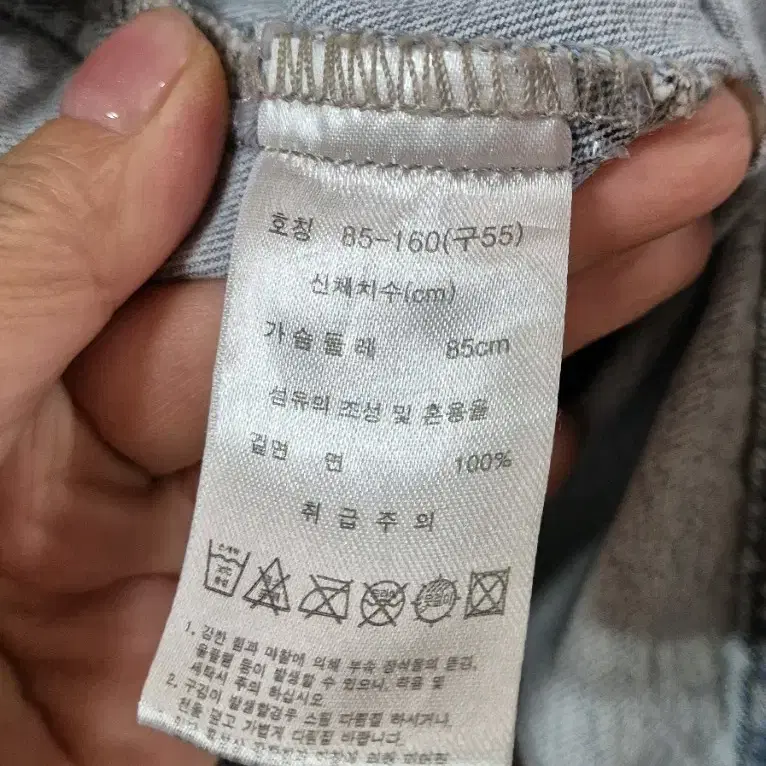 호칭 85-160(구55)
신체치수(cm)
가슴둘레 85cm
섬유의 조성 및 혼용율
겉면 면 100%
취급주의
1. 강한 힘과 마찰에 의해 부속 장식물의 변경,
올뜯김 등이 발생할 수 있으니, 착용 및
세탁시 주의 하십시오
2. 구김이 발생할경우 스팀 다림질 하시거나,
천을 덮고 가볍게 다림질 바랍니다.